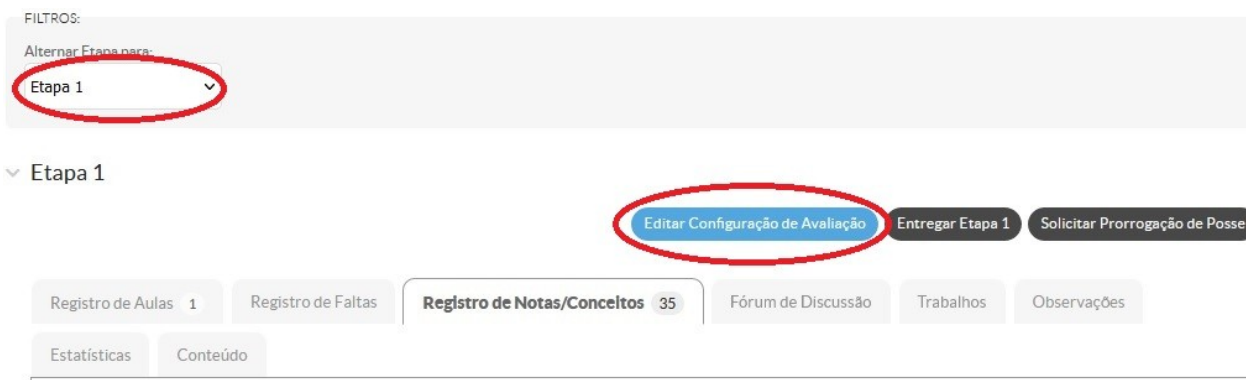 FILTROS:
Alternar Etapa para:
Etapa 1
Etapa 1
Editar Configuração de Avaliação Entregar Etapa 1 Solicitar Prorrogação de Posse
Registro de Aulas 1 Registro de Faltas Registro de Notas/Conceitos 35 Fórum de Discussão Trabalhos Observações
Estatísticas Conteúdo